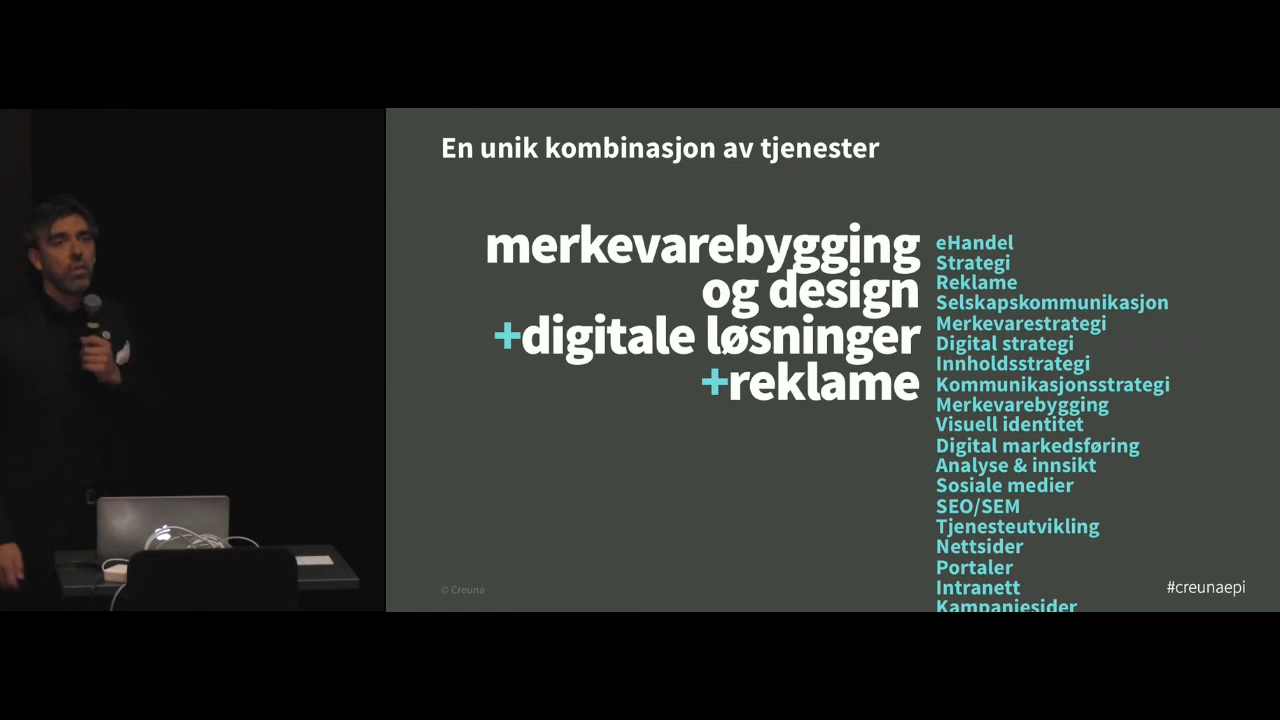 En unik kombinasjon av tjenester
merkevarebygging
og design
+digitale løsninger
+reklame
eHandel
Strategi
Reklame
Selskapskommunikasjon
Merkevarestrategi
Digital strategi
Innholdsstrategi
Kommunikasjonsstrategi
Merkevarebygging
Visuell identitet
Digital markedsføring
Analyse & innsikt
Sosiale medier
SEO/SEM
Tjenesteutvikling
Nettsider
Portaler
Intranett
Kampanjesider
© Creuna
#creunaepi